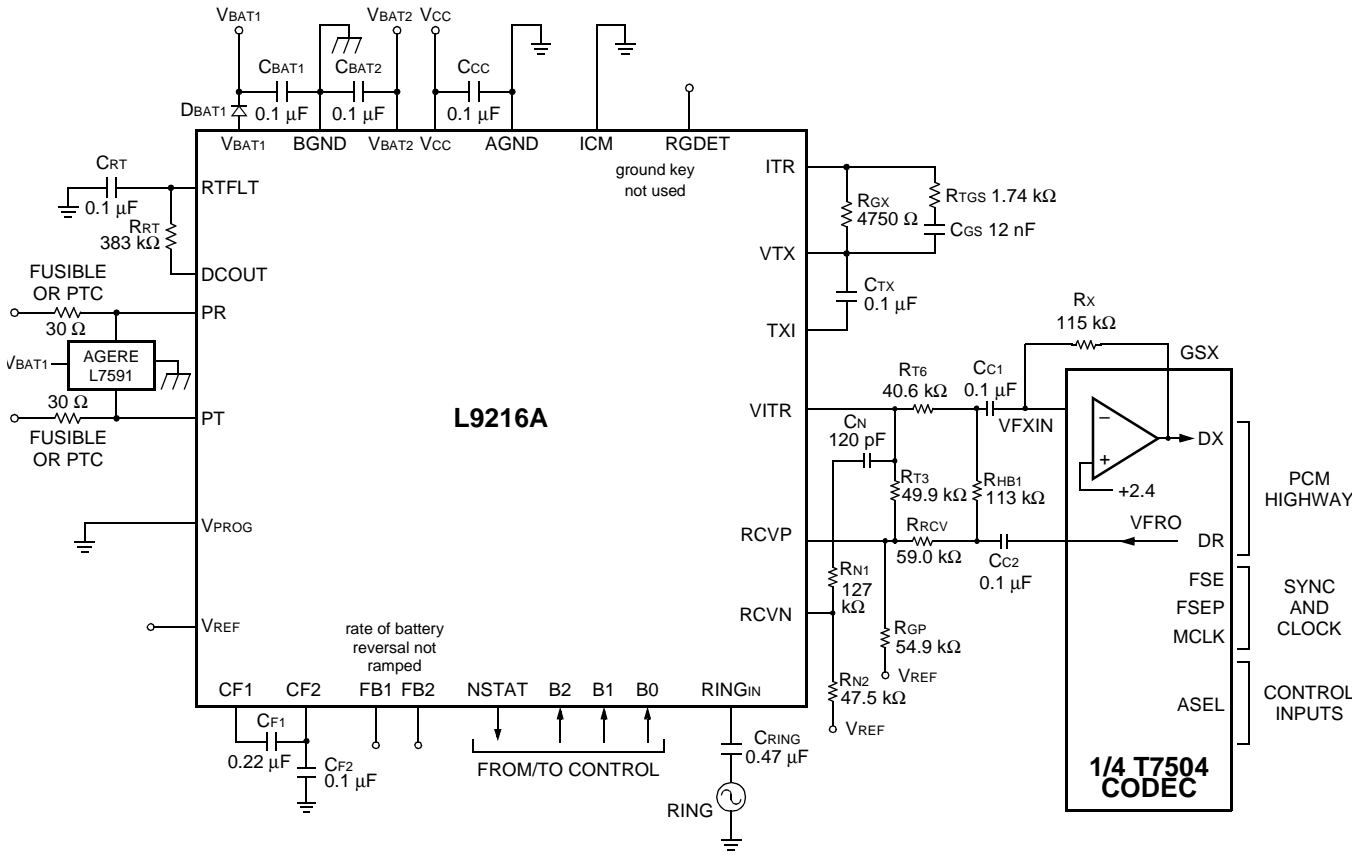 VBAT1
VBAT2
VCC
CBAT1
0.1 μF
CBAT2
0.1 μF
CCC
0.1 μF
DBAT1
VBAT1
BGND
VBAT2
VCC
AGND
ICM
RGDET
ground key
not used
CRT
0.1 μF
RTFLT
RRT
383 kΩ
DCOUT
FUSIBLE
OR PTC
30 Ω
PR
VBAT1
AGERE
L7591
30 Ω
PT
FUSIBLE
OR PTC
L9216A
VPROG
VREF
ITR
RGX
4750 Ω
RTGS 1.74 kΩ
CGS 12 nF
VTX
CTX
0.1 μF
TXI
RX
115 kΩ
GSX
RT6
40.6 kΩ
CC1
0.1 μF
VITR
VFXIN
CN
120 pF
RT3
49.9 kΩ
RHB1
113 kΩ
−
+
+2.4
DX
PCM
HIGHWAY
VFRO
DR
RCVP
RRCV
59.0 kΩ
CC2
0.1 μF
RN1
127
kΩ
RCVN
RGP
54.9 kΩ
VREF
RN2
47.5 kΩ
VREF
FSE
FSEP
MCLK
SYNC
AND
CLOCK
ASEL
CONTROL
INPUTS
1/4 T7504
CODEC
rate of battery
reversal not
ramped
CF1
CF2
FB1
FB2
NSTAT
B2
B1
B0
RINGIN
CF1
0.22 μF
CF2
0.1 μF
FROM/TO CONTROL
CRING
0.47 μF
RING